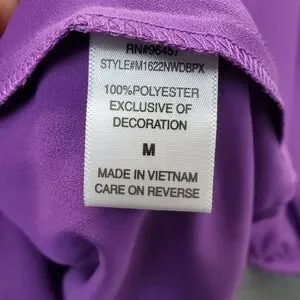 RN#96457
STYLE#M1622NWDBPX
100%POLYESTER
EXCLUSIVE OF
DECORATION
M
MADE IN VIETNAM
CARE ON REVERSE